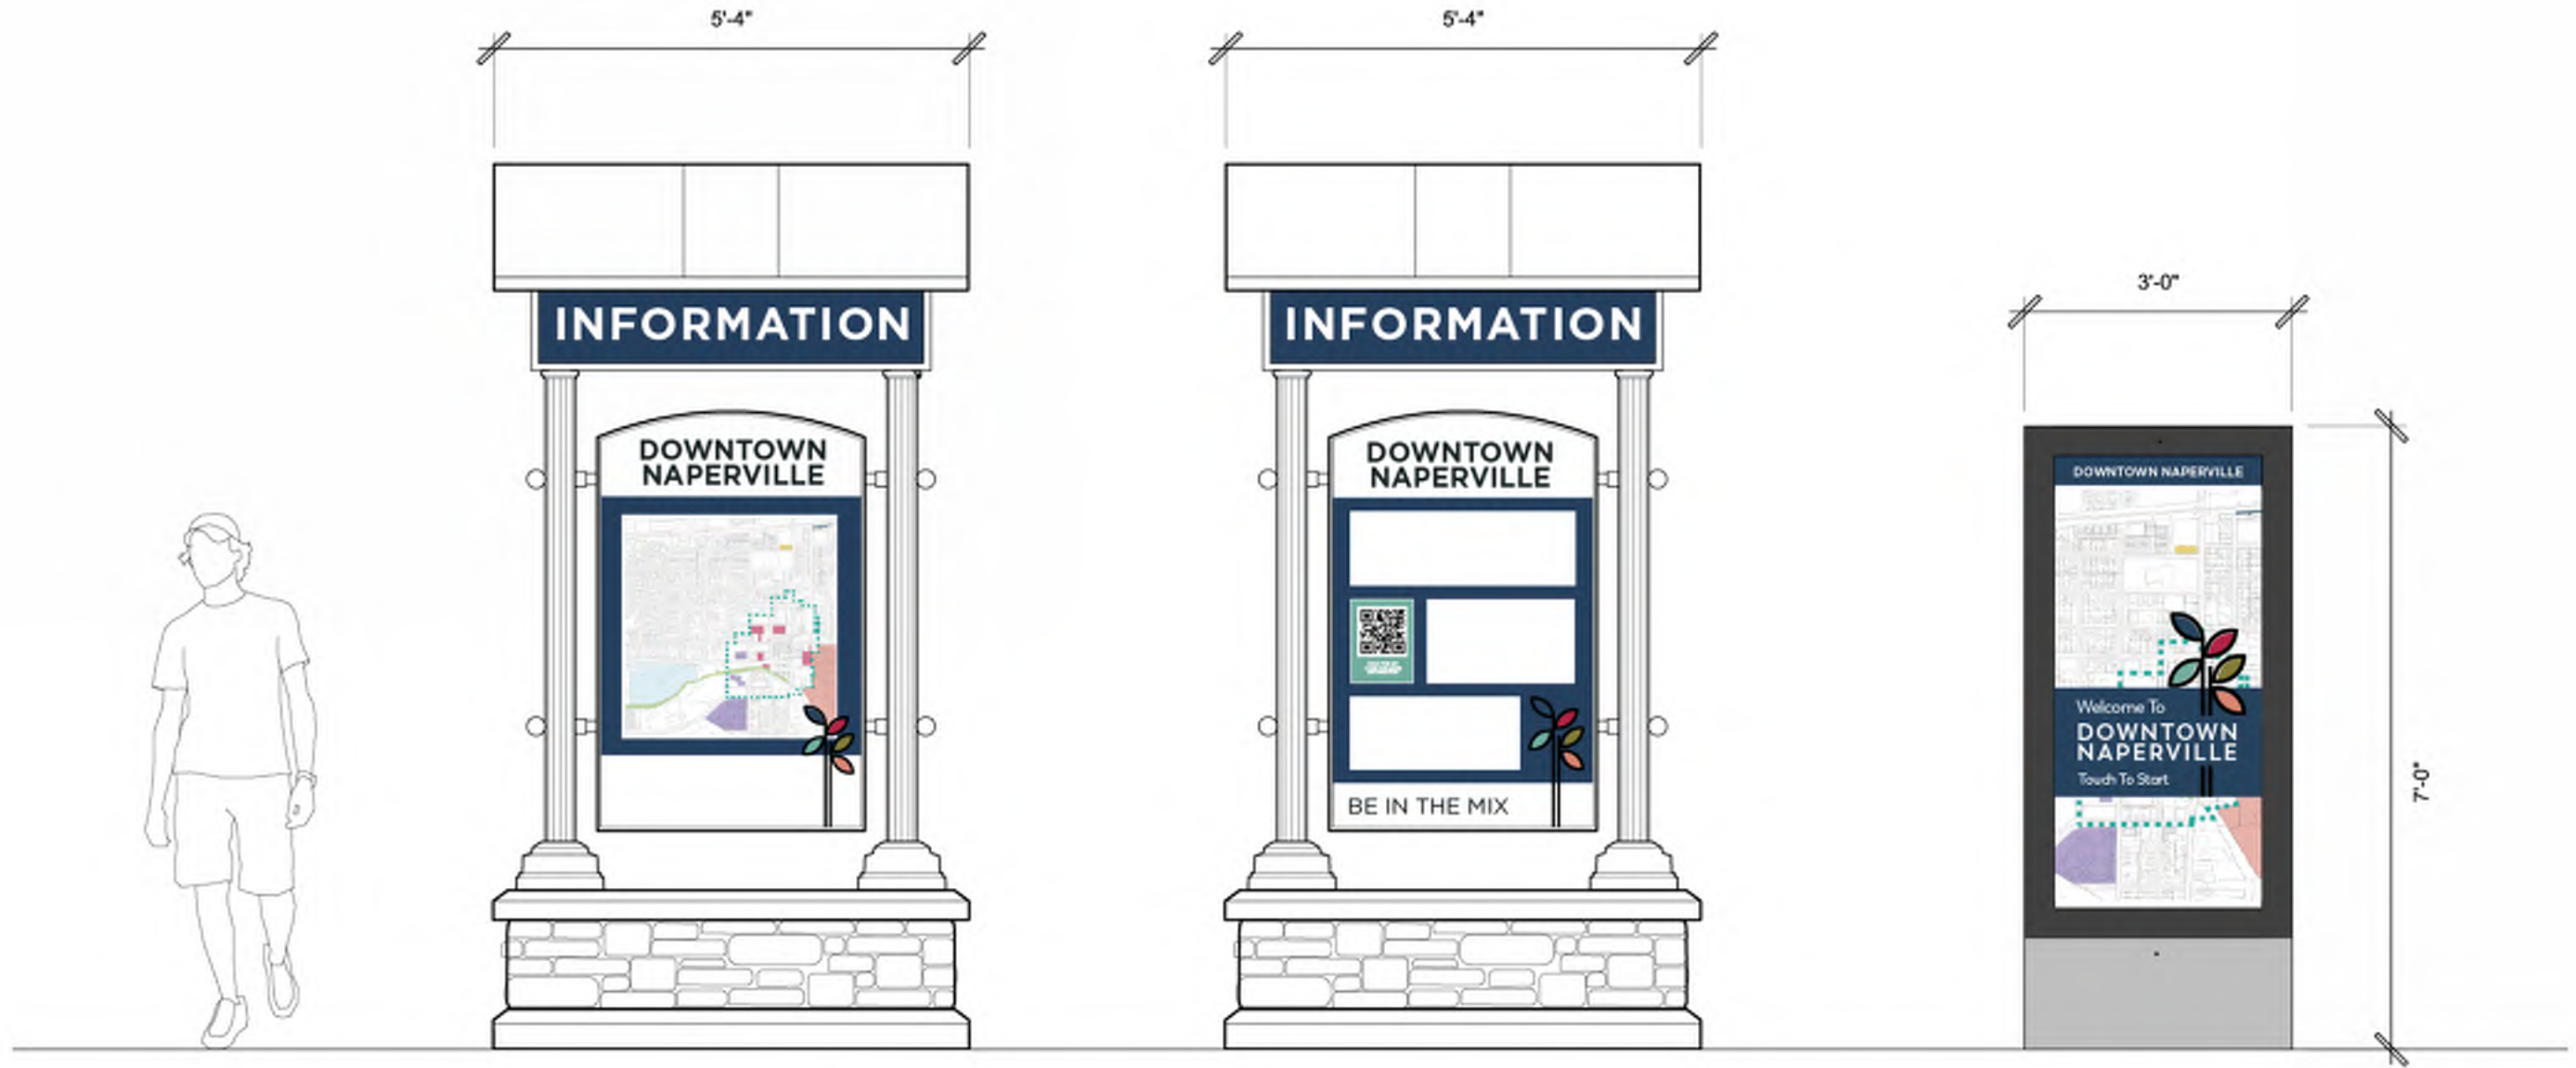 5'-4"
INFORMATION
DOWNTOWN
NAPERVILLE
5'-4"
INFORMATION
DOWNTOWN
NAPERVILLE
BE IN THE MIX
3'-0"
DOWNTOWN NAPERVILLE
Welcome To
DOWNTOWN
NAPERVILLE
Touch To Start
7'-0"